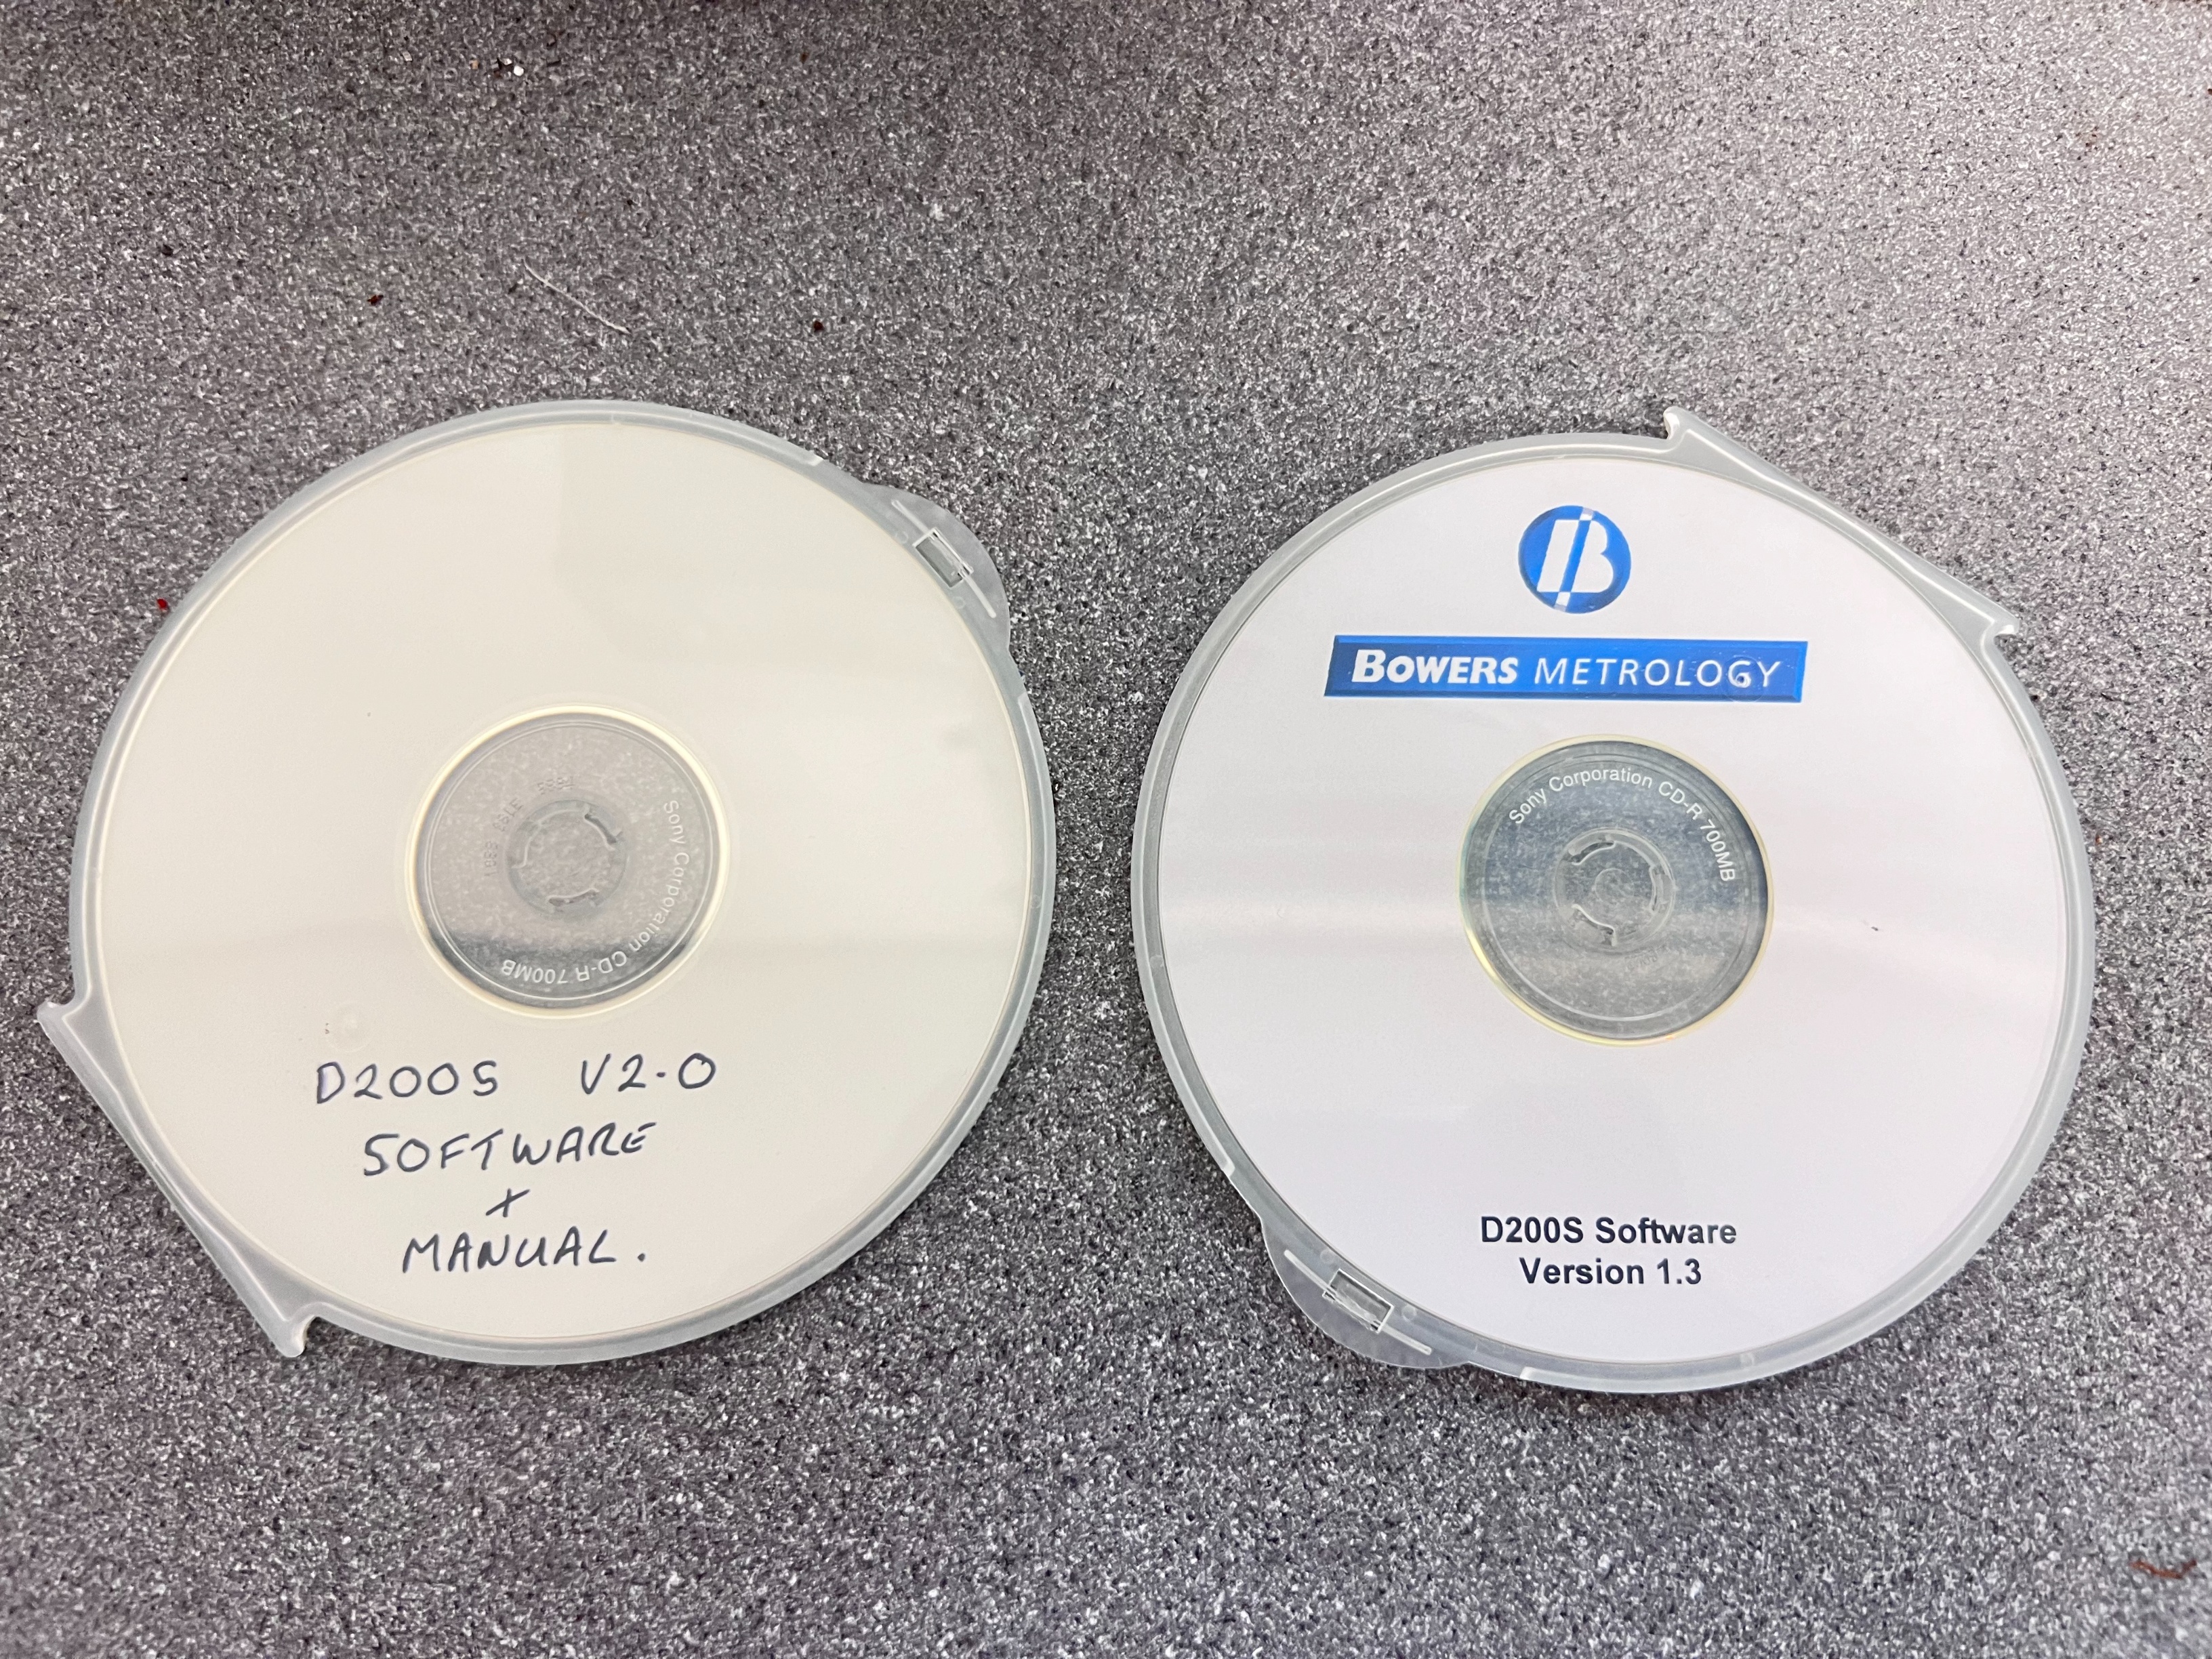 Sony Corporation CD-R 700MB
D200S V2.0
SOFTWARE
+
MANUAL.
B
BOWERS METROLOGY
Sony Corporation CD-R 700MB
D200S Software
Version 1.3